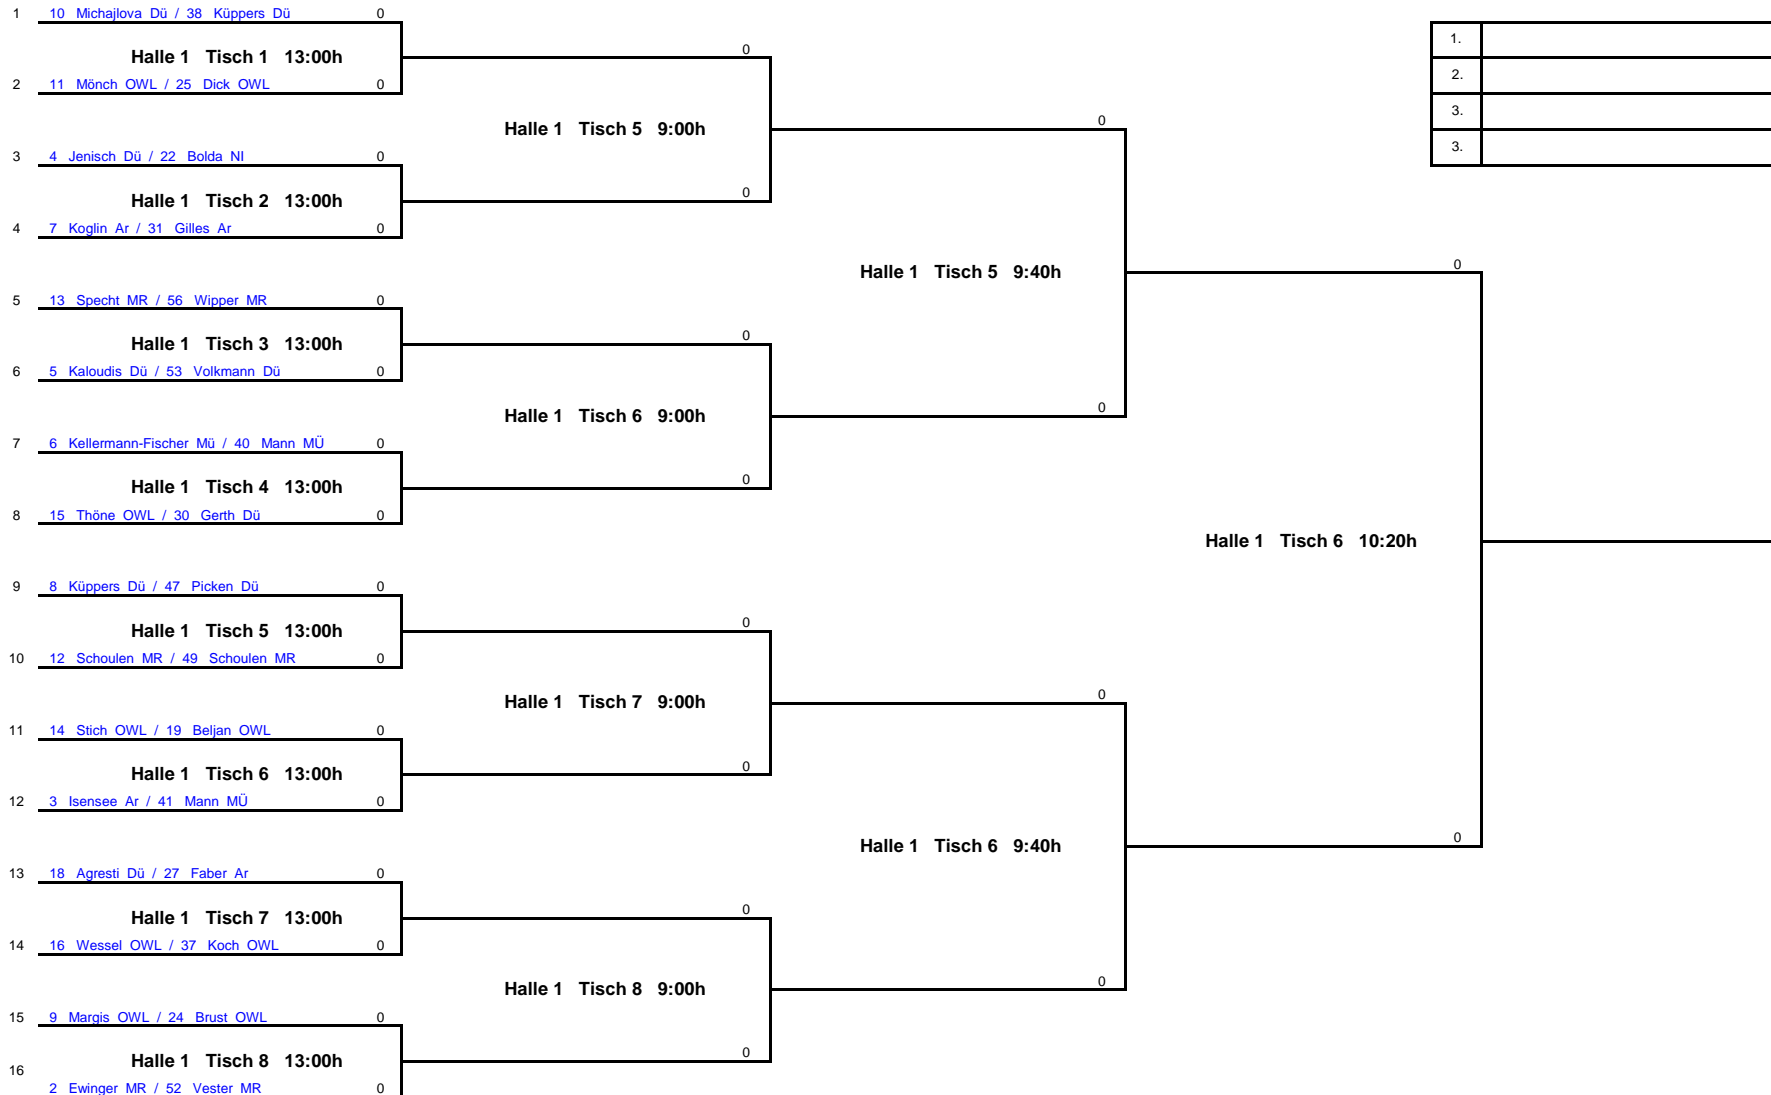 1 10 Michajlova Dü / 38 Küppers Dü 0
1.
0
Halle 1 Tisch 1 13:00h
2.
2 11 Mönch OWL / 25 Dick OWL 0
3.
0
Halle 1 Tisch 5 9:00h
3.
3 4 Jenisch Dü / 22 Bolda NI 0
0
Halle 1 Tisch 2 13:00h
4 7 Koglin Ar / 31 Gilles Ar 0
0
Halle 1 Tisch 5 9:40h
5 13 Specht MR / 56 Wipper MR 0
0
Halle 1 Tisch 3 13:00h
6 5 Kaloudis Dü / 53 Volkmann Dü 0
0
Halle 1 Tisch 6 9:00h
7 6 Kellermann-Fischer Mü / 40 Mann MÜ 0
0
Halle 1 Tisch 4 13:00h
8 15 Thöne OWL / 30 Gerth Dü 0
Halle 1 Tisch 6 10:20h
9 8 Küppers Dü / 47 Picken Dü 0
0
Halle 1 Tisch 5 13:00h
10 12 Schoulen MR / 49 Schoulen MR 0
0
Halle 1 Tisch 7 9:00h
11 14 Stich OWL / 19 Beljan OWL 0
0
Halle 1 Tisch 6 13:00h
12 3 Isensee Ar / 41 Mann MÜ 0
0
Halle 1 Tisch 6 9:40h
13 18 Agresti Dü / 27 Faber Ar 0
0
Halle 1 Tisch 7 13:00h
14 16 Wessel OWL / 37 Koch OWL 0
0
Halle 1 Tisch 8 9:00h
15 9 Margis OWL / 24 Brust OWL 0
0
Halle 1 Tisch 8 13:00h
16
2 Ewinger MR / 52 Vester MR 0